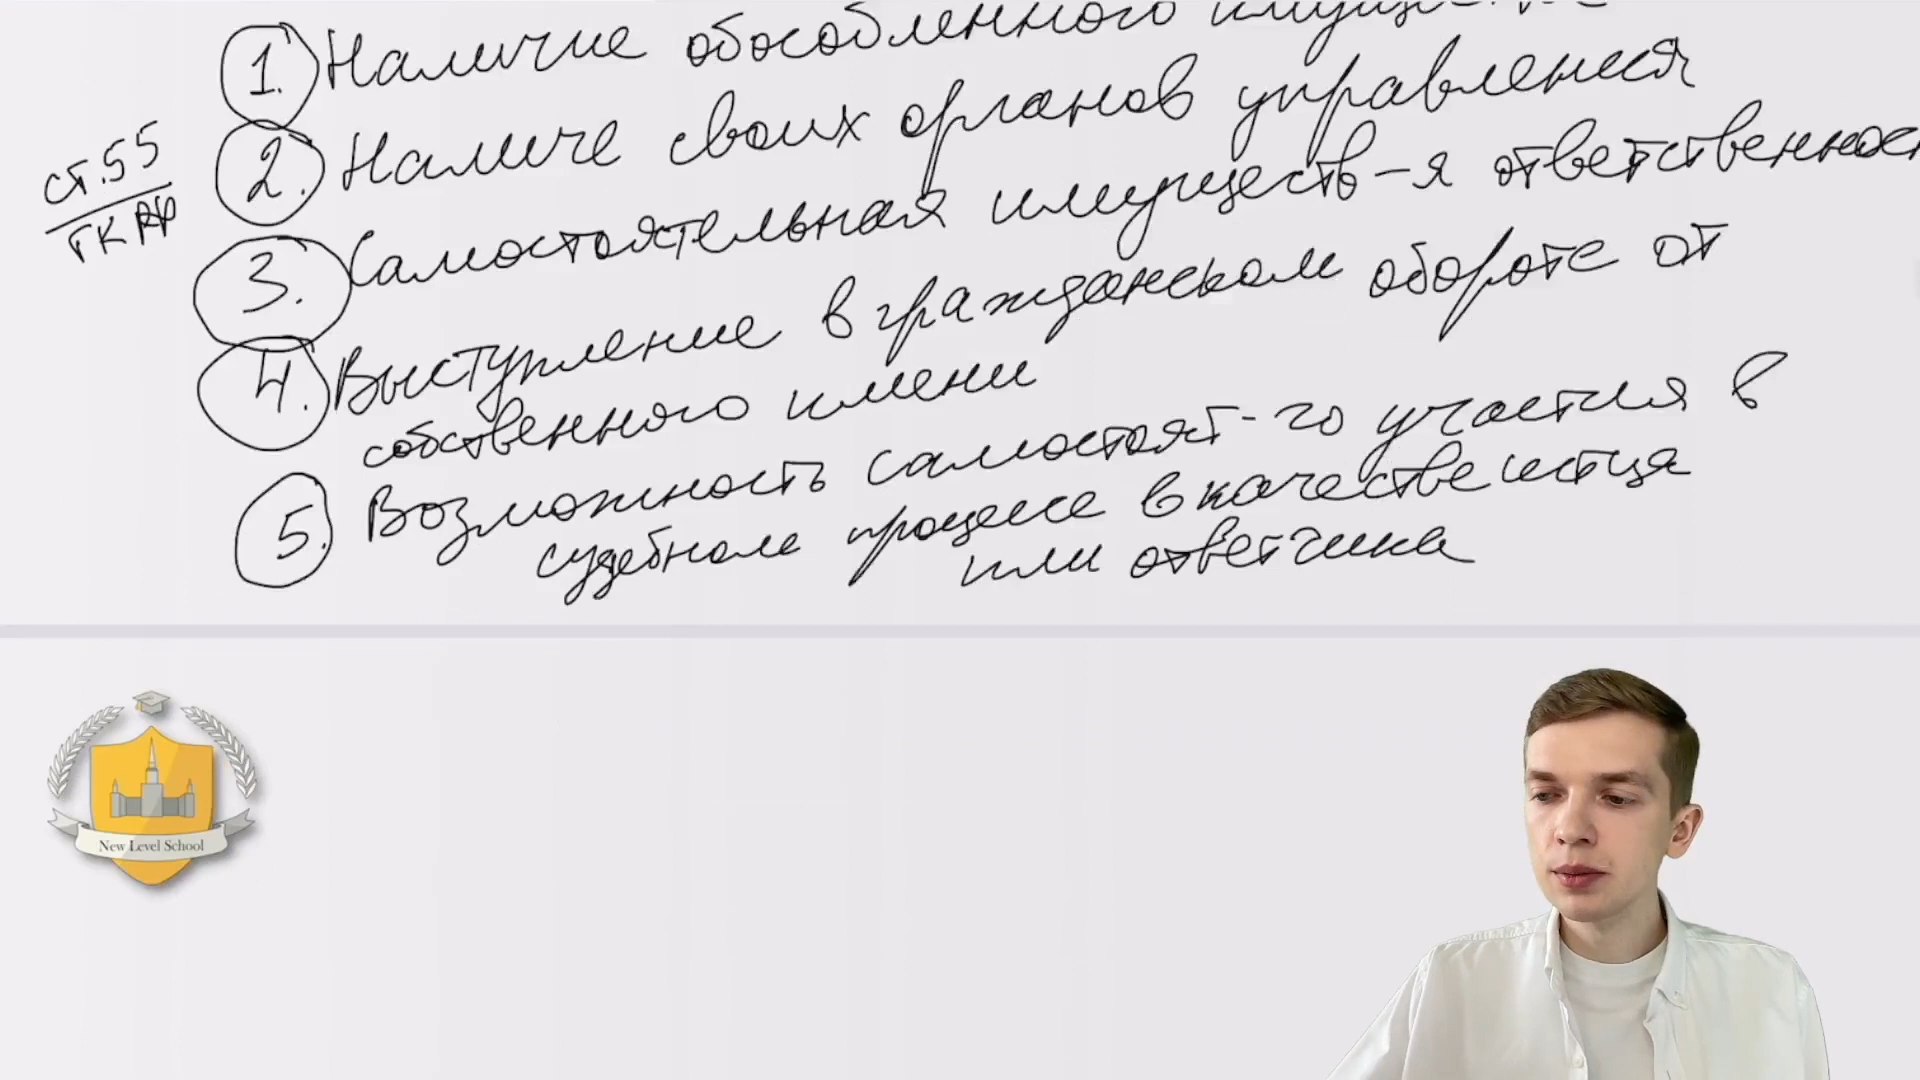 1. Наличие обособленного имущества
ст. 55
ГК РФ
2. Наличие своих органов управления
3. Самостоятельная имуществ-я
4. Выступление в гражданском обороте от
собственного имени
5. Возможность самостоят-го участия в
судебном процессе в качестве истца
или ответчика
New Level School